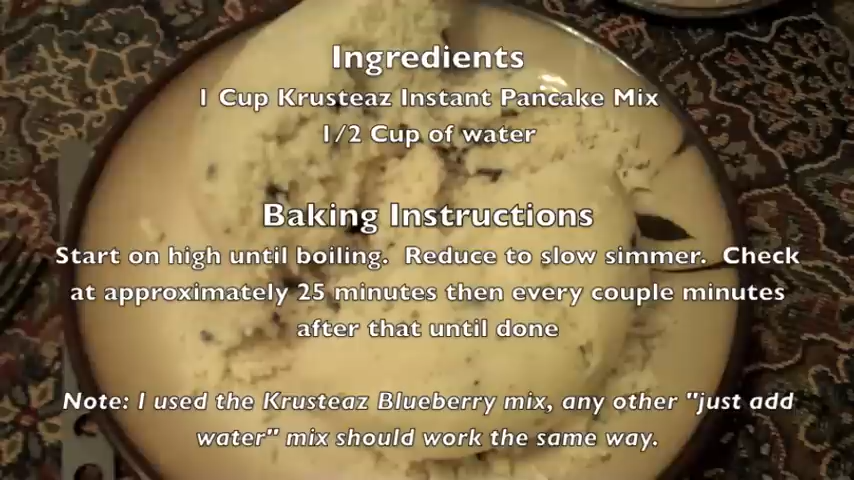 Ingredients
1 Cup Krusteaz Instant Pancake Mix
1/2 Cup of water
Baking Instructions
Start on high until boiling. Reduce to slow simmer. Check
at approximately 25 minutes then every couple minutes
after that until done
Note: I used the Krusteaz Blueberry mix, any other "just add
water" mix should work the same way.